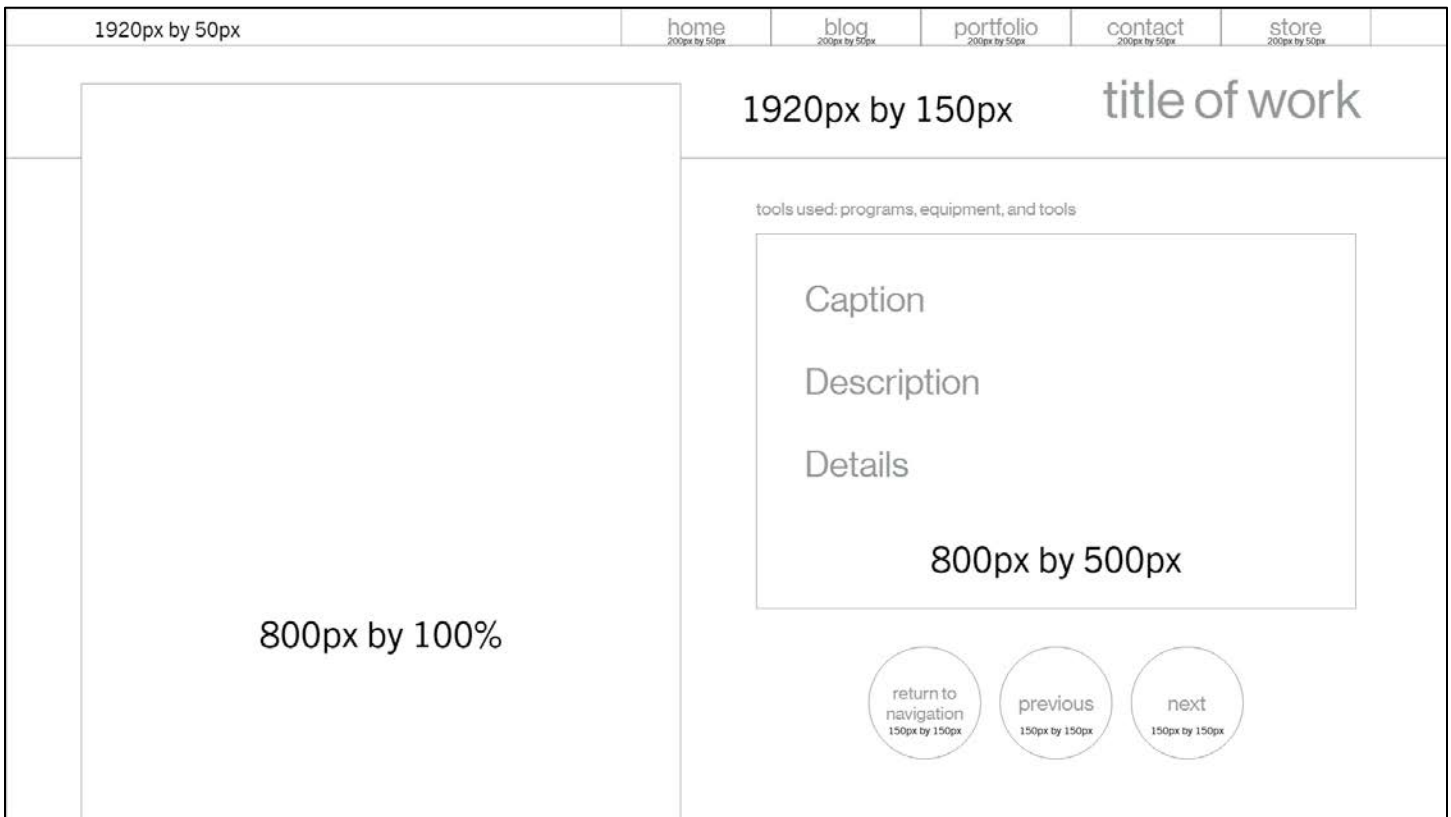 1920px by 50px
home
200px by 50px
blog
200px by 50px
portfolio
200px by 50px
contact
200px by 50px
store
200px by 50px
1920px by 150px
title of work
tools used: programs, equipment, and tools
Caption
Description
Details
800px by 500px
800px by 100%
return to
navigation
150px by 150px
previous
150px by 150px
next
150px by 150px